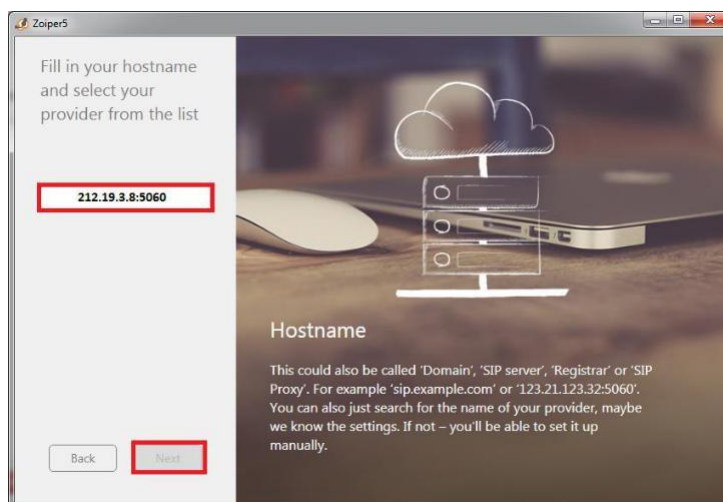 Zoiper5
Fill in your hostname
and select your
provider from the list
212.19.3.8:5060
Back
Next
Hostname
This could also be called 'Domain', 'SIP server', 'Registrar' or 'SIP
Proxy'. For example 'sip.example.com' or '123.21.123.32:5060'.
You can also just search for the name of your provider, maybe
we know the settings. If not – you'll be able to set it up
manually.